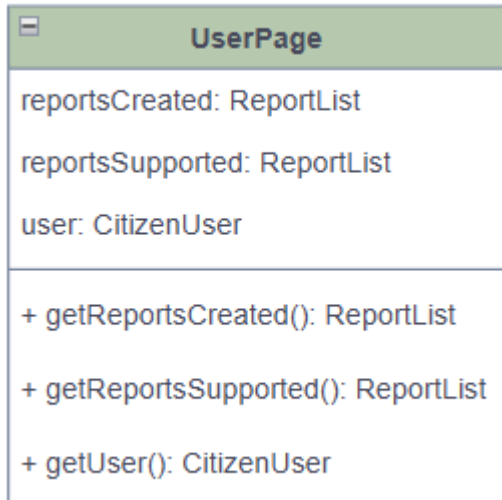 UserPage
reportsCreated: ReportList
reportsSupported: ReportList
user: CitizenUser
+ getReportsCreated(): ReportList
+ getReportsSupported(): ReportList
+ getUser(): CitizenUser